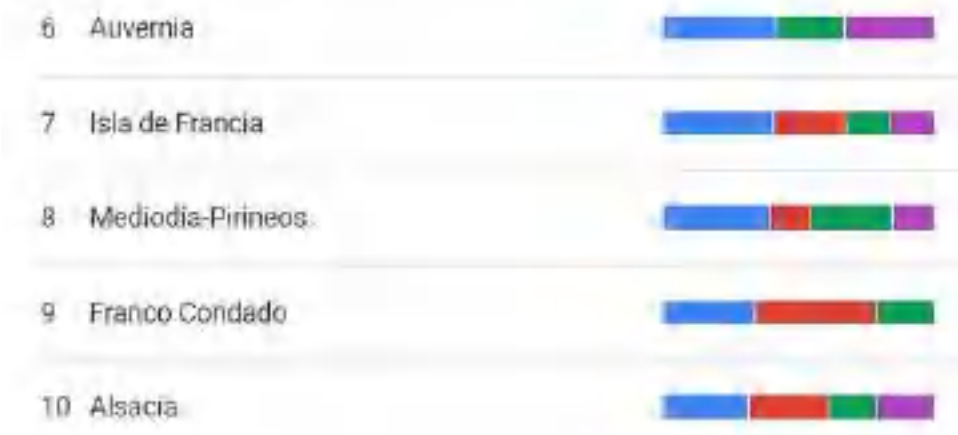 6 Auvernia
7 Isla de Francia
8 Mediodía-Pirineos
9 Franco Condado
10 Alsacia